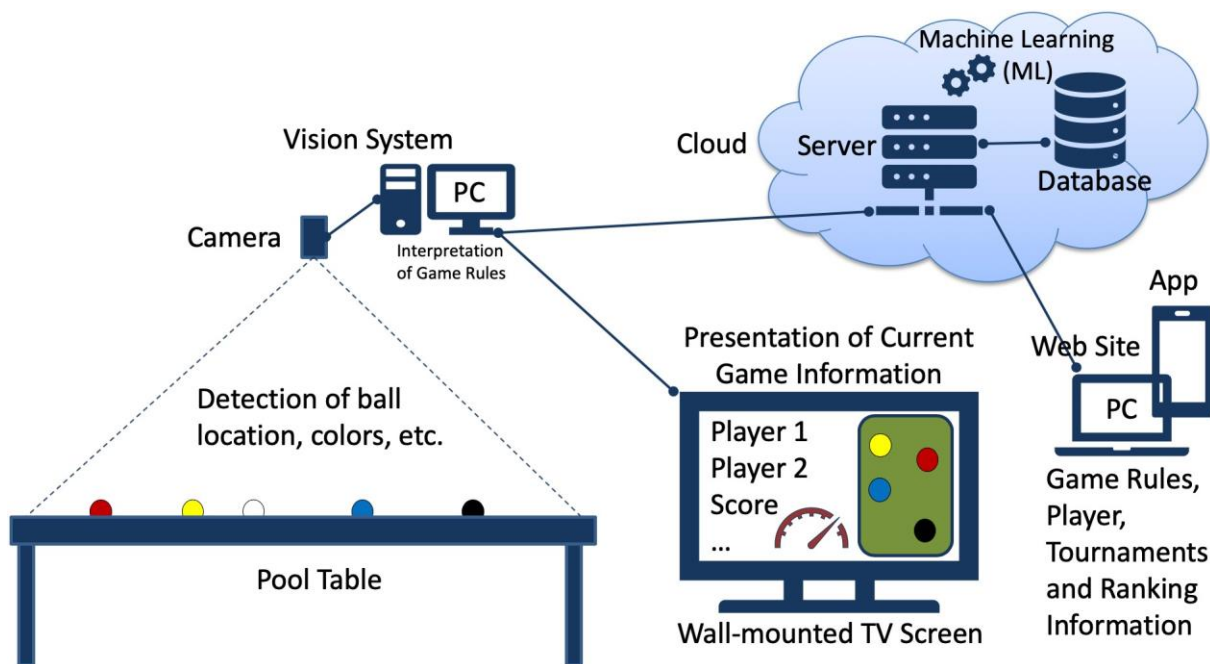 Machine Learning
(ML)
Cloud
Server
Database
Vision System
PC
Interpretation
of Game Rules
Camera
Detection of ball
location, colors, etc.
Pool Table
Presentation of Current
Game Information
Player 1
Player 2
Score
...
Wall-mounted TV Screen
App
Web Site
PC
Game Rules,
Player,
Tournaments
and Ranking
Information